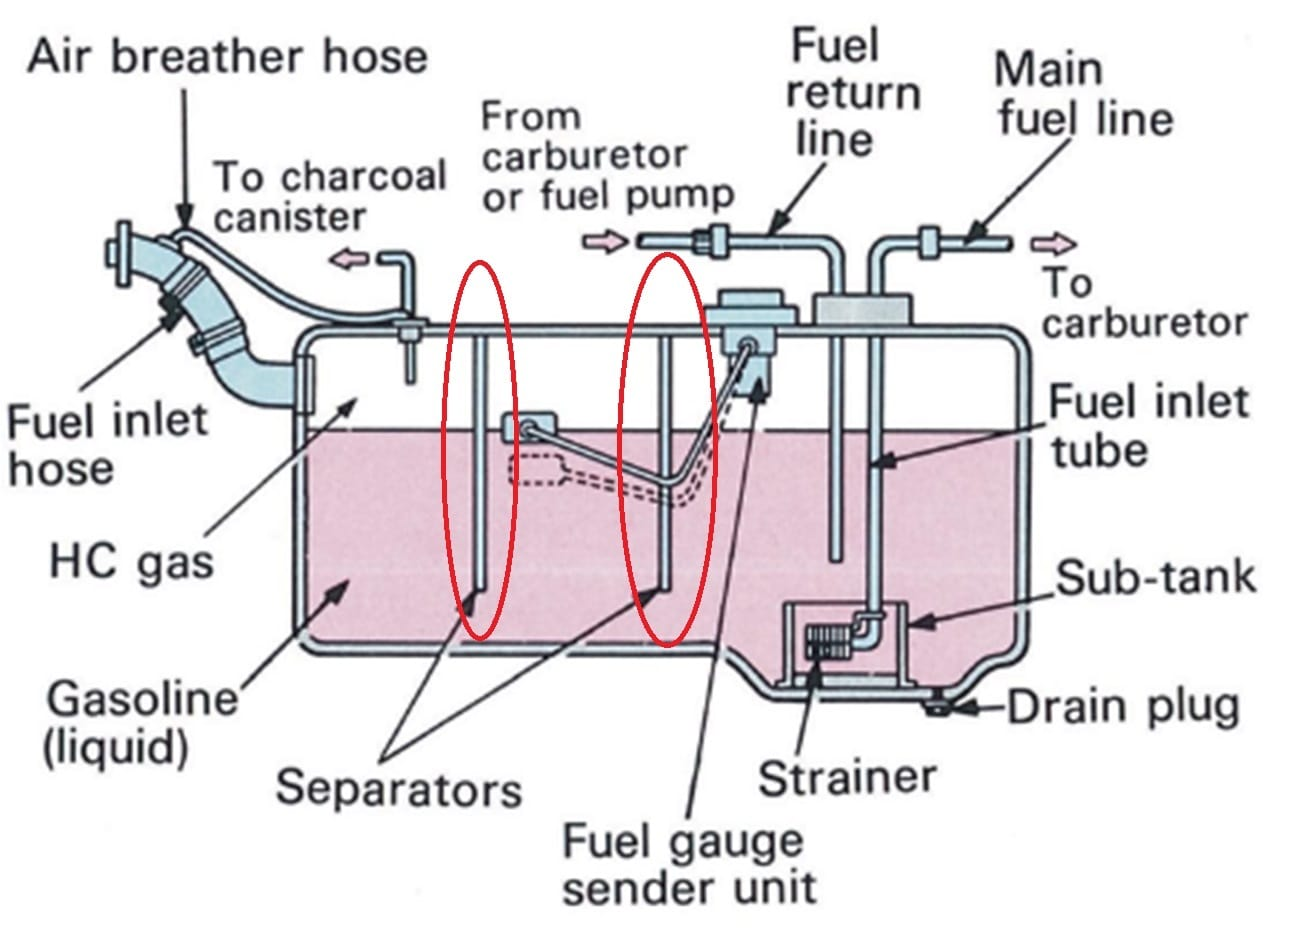 Air breather hose
To charcoal
canister
From
carburetor
or fuel pump
Fuel
return
line
Main
fuel line
To
carburetor
Fuel inlet
hose
Fuel inlet
tube
HC gas
Sub-tank
Gasoline
(liquid)
Drain plug
Separators
Strainer
Fuel gauge
sender unit